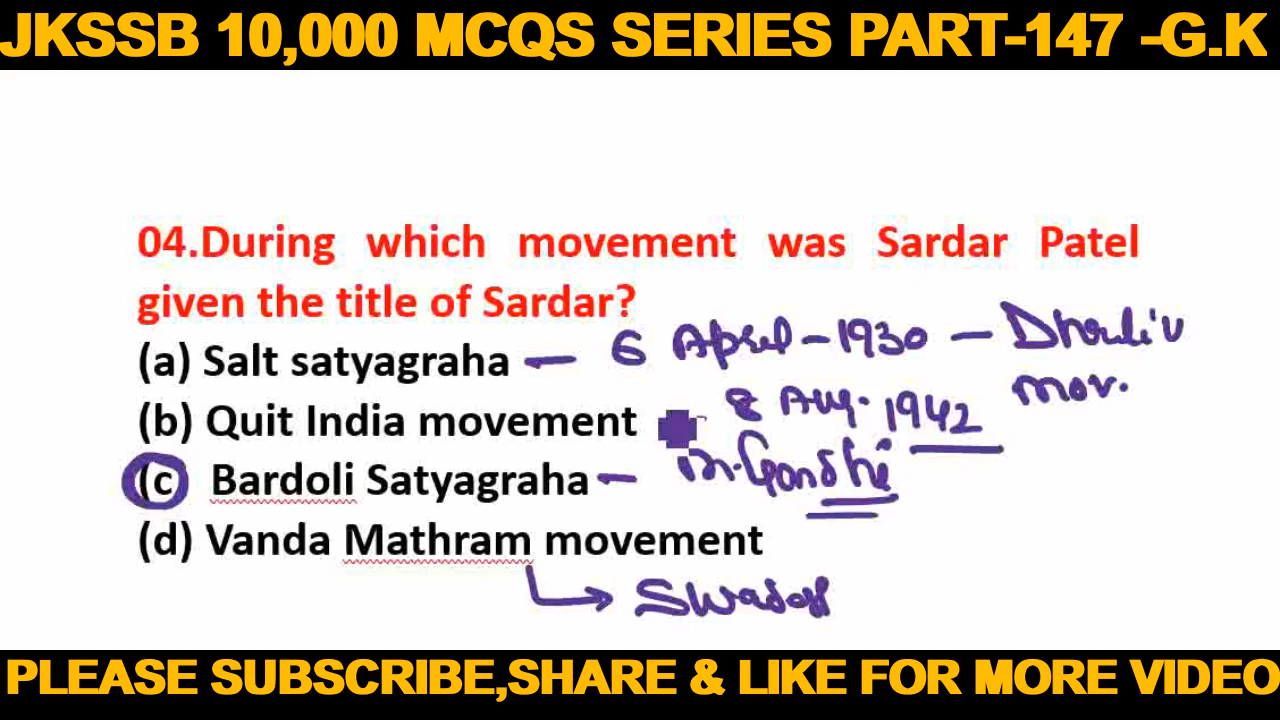 JKSSB 10,000 MCQS SERIES PART-147 -G.K
04.During which movement was Sardar Patel
given the title of Sardar?
(a) Salt satyagraha – 6 April – 1930 –
(b) Quit India movement 8 Aug. 1942 mov.
(c) Bardoli Satyagraha – m.Gandhi
(d) Vanda Mathram movement
PLEASE SUBSCRIBE,SHARE & LIKE FOR MORE VIDEO